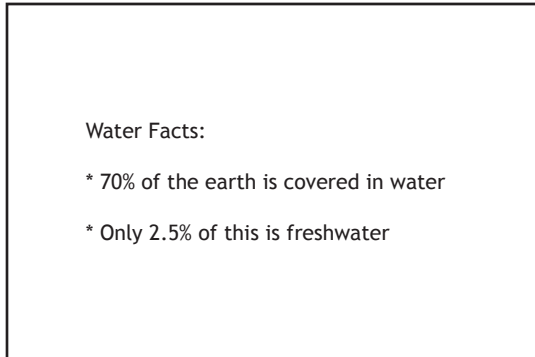 Water Facts:
* 70% of the earth is covered in water
* Only 2.5% of this is freshwater